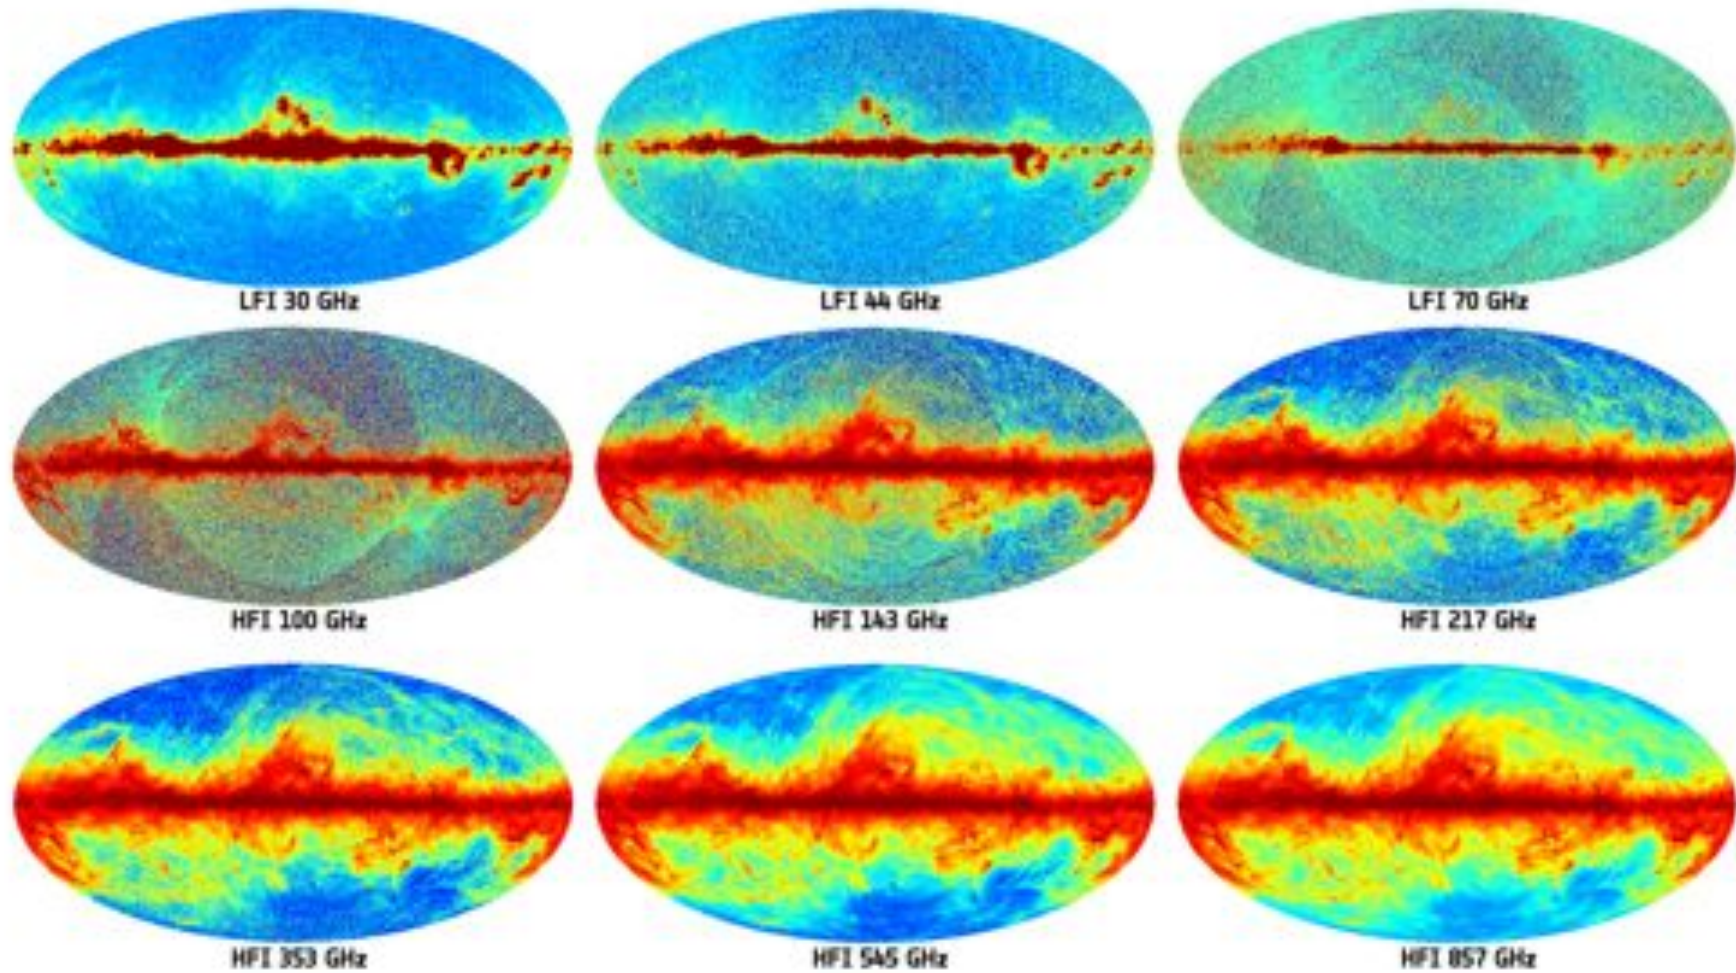 LFI 30 GHz
LFI 44 GHz
LFI 70 GHz
HFI 100 GHz
HFI 143 GHz
HFI 217 GHz
HFI 353 GHz
HFI 545 GHz
HFI 857 GHz